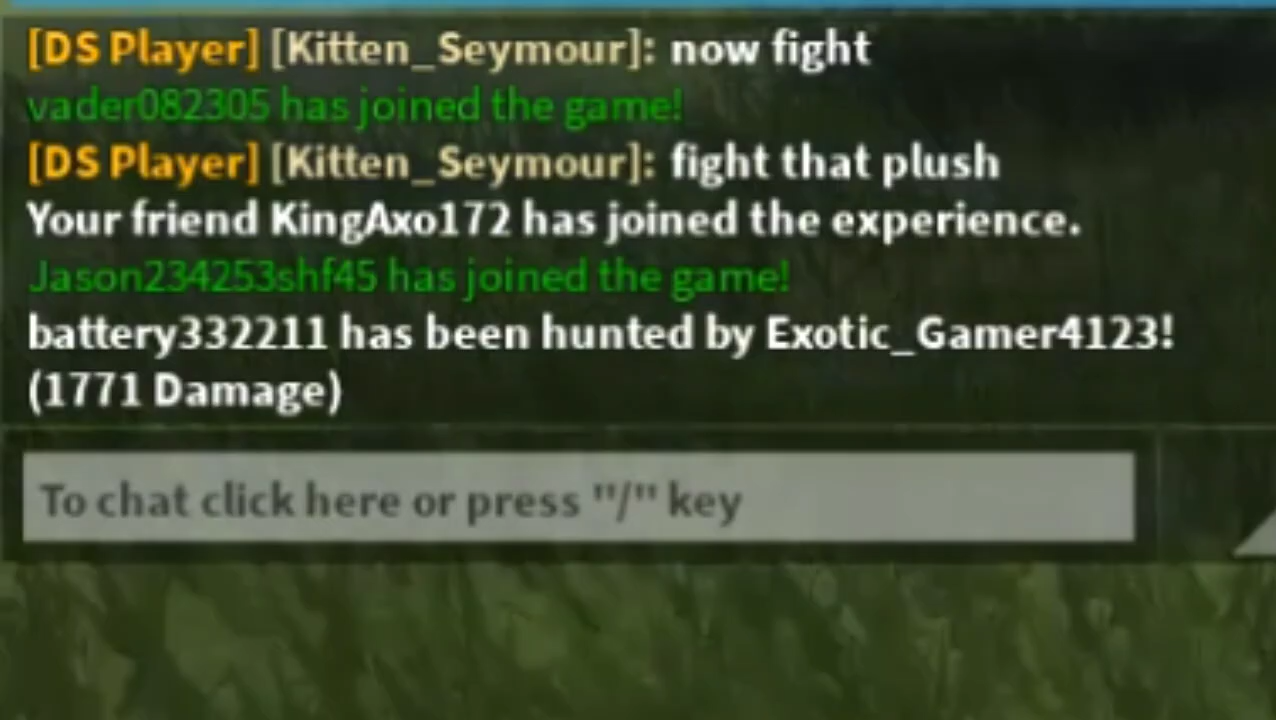 [DS Player] [Kitten_Seymour]: now fight
vader082305 has joined the game!
[DS Player] [Kitten_Seymour]: fight that plush
Your friend KingAxo172 has joined the experience.
Jason234253shf45 has joined the game!
battery332211 has been hunted by Exotic_Gamer4123!
(1771 Damage)
To chat click here or press "/" key